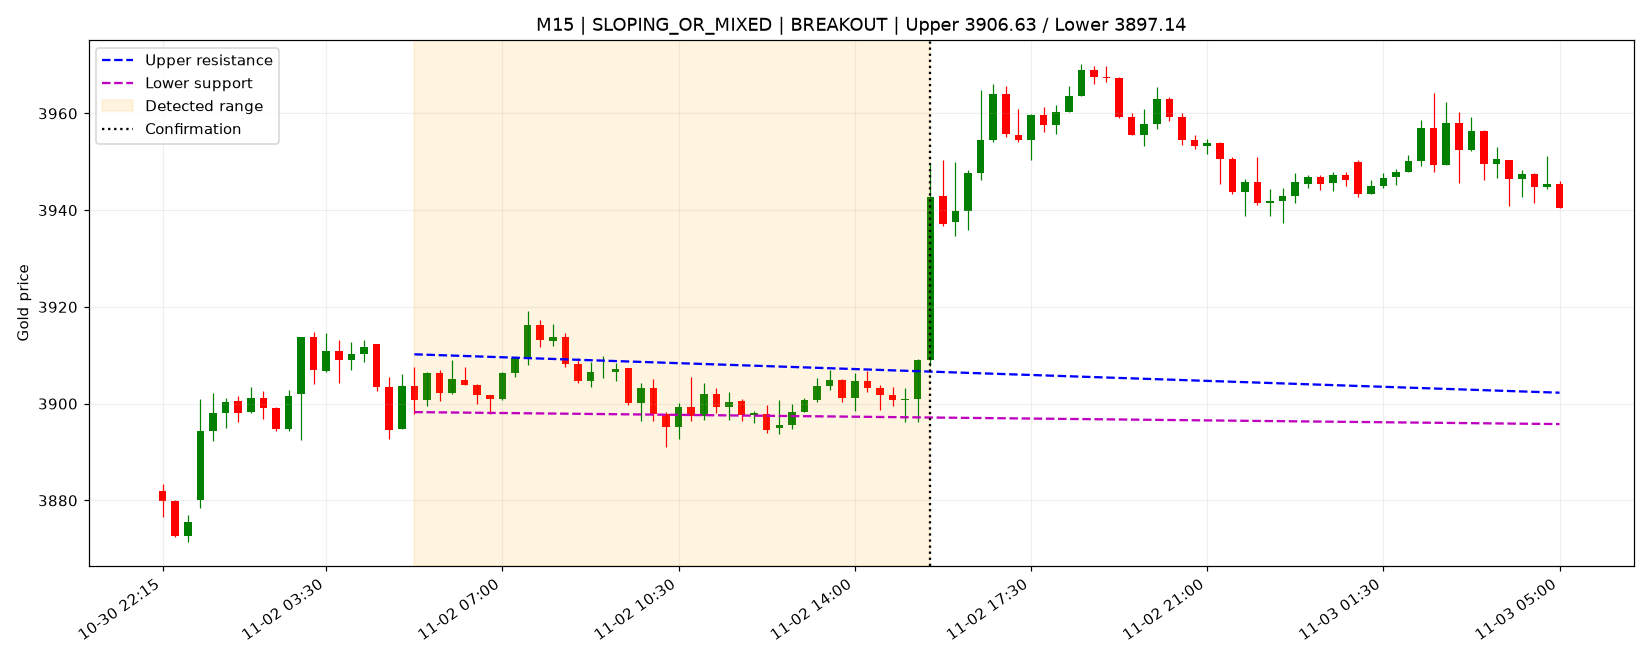 M15 | SLOPING_OR_MIXED | BREAKOUT | Upper 3906.63 / Lower 3897.14
Upper resistance
Lower support
Detected range
Confirmation
Gold price
3960
3940
3920
3900
3880
10-30 22:15
11-02 03:30
11-02 07:00
11-02 10:30
11-02 14:00
11-02 17:30
11-02 21:00
11-03 01:30
11-03 05:00